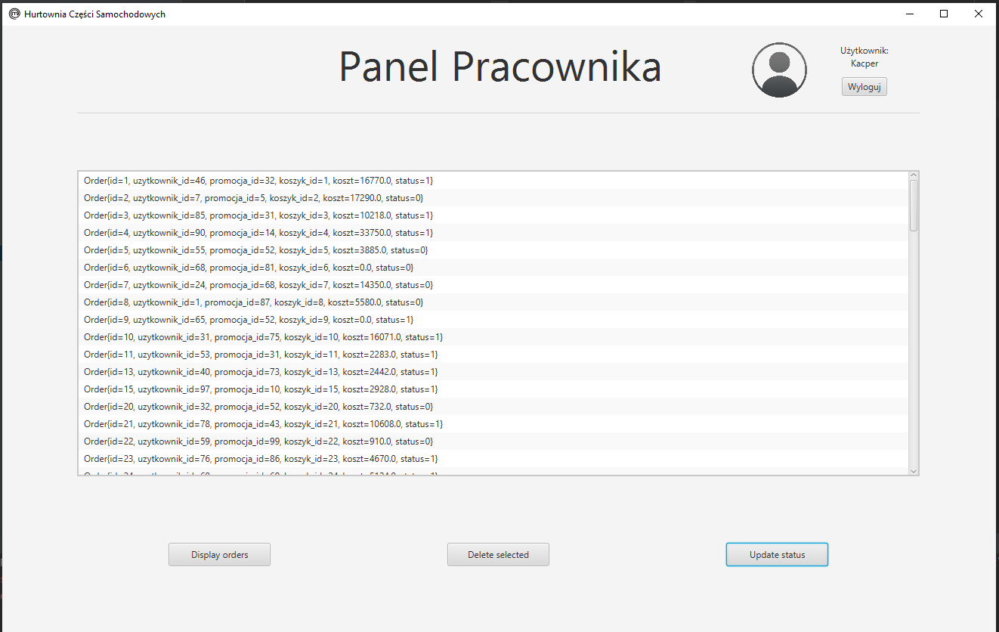 Hurtownia Części Samochodowych
Panel Pracownika
Użytkownik:
Kacper
Wyloguj
Order{id=1, uzytkownik_id=46, promocja_id=32, koszyk_id=1, koszt=16770.0, status=1}
Order{id=2, uzytkownik_id=7, promocja_id=5, koszyk_id=2, koszt=17290.0, status=0}
Order{id=3, uzytkownik_id=85, promocja_id=31, koszyk_id=3, koszt=10218.0, status=1}
Order{id=4, uzytkownik_id=90, promocja_id=14, koszyk_id=4, koszt=33750.0, status=1}
Order{id=5, uzytkownik_id=55, promocja_id=52, koszyk_id=5, koszt=3885.0, status=0}
Order{id=6, uzytkownik_id=68, promocja_id=81, koszyk_id=6, koszt=0.0, status=0}
Order{id=7, uzytkownik_id=24, promocja_id=68, koszyk_id=7, koszt=14350.0, status=0}
Order{id=8, uzytkownik_id=1, promocja_id=87, koszyk_id=8, koszt=5580.0, status=0}
Order{id=9, uzytkownik_id=65, promocja_id=52, koszyk_id=9, koszt=0.0, status=1}
Order{id=10, uzytkownik_id=31, promocja_id=75, koszyk_id=10, koszt=16071.0, status=1}
Order{id=11, uzytkownik_id=53, promocja_id=31, koszyk_id=11, koszt=2283.0, status=1}
Order{id=13, uzytkownik_id=40, promocja_id=73, koszyk_id=13, koszt=2442.0, status=1}
Order{id=15, uzytkownik_id=97, promocja_id=10, koszyk_id=15, koszt=2928.0, status=1}
Order{id=20, uzytkownik_id=32, promocja_id=52, koszyk_id=20, koszt=732.0, status=0}
Order{id=21, uzytkownik_id=78, promocja_id=43, koszyk_id=21, koszt=10608.0, status=1}
Order{id=22, uzytkownik_id=59, promocja_id=99, koszyk_id=22, koszt=910.0, status=0}
Order{id=23, uzytkownik_id=76, promocja_id=86, koszyk_id=23, koszt=4670.0, status=1}
Display orders
Delete selected
Update status